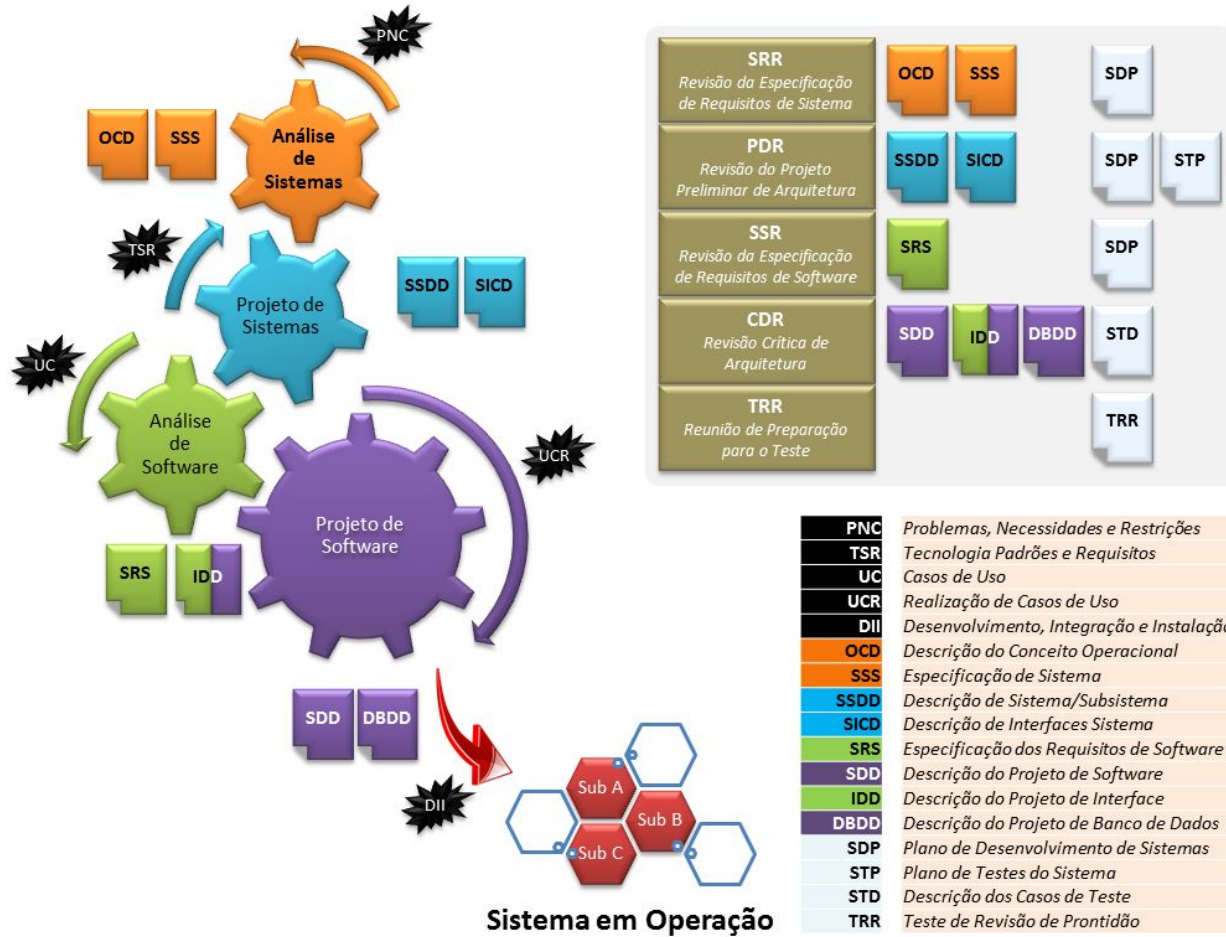 PNC
OCD
SSS
Análise
de
Sistemas
TSR
Projeto de
Sistemas
SSDD
SICD
UC
Análise
de
Software
UCR
Projeto de
Software
SRS
IDD
SDD
DBDD
DII
Sub A
Sub B
Sub C
Sistema em Operação
SRR
Revisão da Especificação
de Requisitos de Sistema
OCD
SSS
SDP
PDR
Revisão do Projeto
Preliminar de Arquitetura
SSDD
SICD
SDP
STP
SSR
Revisão da Especificação
de Requisitos de Software
SRS
SDP
CDR
Revisão Crítica de
Arquitetura
SDD
IDD
DBDD
STD
TRR
Reunião de Preparação
para o Teste
TRR
PNC Problemas, Necessidades e Restrições
TSR Tecnologia Padrões e Requisitos
UC Casos de Uso
UCR Realização de Casos de Uso
DII Desenvolvimento, Integração e Instalação
OCD Descrição do Conceito Operacional
SSS Especificação de Sistema
SSDD Descrição de Sistema/Subsistema
SICD Descrição de Interfaces Sistema
SRS Especificação dos Requisitos de Software
SDD Descrição do Projeto de Software
IDD Descrição do Projeto de Interface
DBDD Descrição do Projeto de Banco de Dados
SDP Plano de Desenvolvimento de Sistemas
STP Plano de Testes do Sistema
STD Descrição dos Casos de Teste
TRR Teste de Revisão de Prontidão